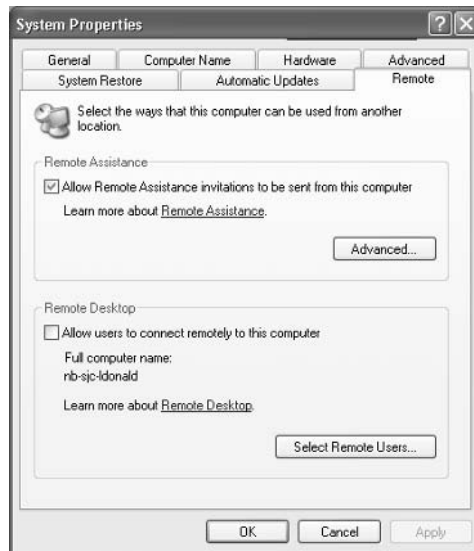 System Properties
General Computer Name Hardware Advanced
System Restore Automatic Updates Remote
Select the ways that this computer can be used from another
location.
Remote Assistance
Allow Remote Assistance invitations to be sent from this computer
Learn more about Remote Assistance.
Advanced...
Remote Desktop
Allow users to connect remotely to this computer
Full computer name:
nb-sjc-ldonald
Learn more about Remote Desktop.
Select Remote Users...
OK Cancel Apply